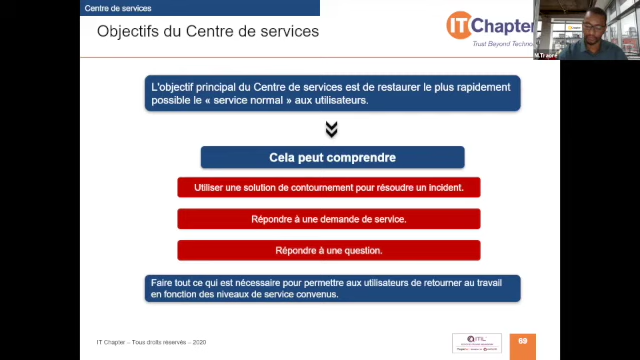 Centre de services
Objectifs du Centre de services
IT Chapter
Trust Beyond Techno
M.Traoré
L'objectif principal du Centre de services est de restaurer le plus rapidement
possible le « service normal » aux utilisateurs.
Cela peut comprendre
Utiliser une solution de contournement pour résoudre un incident.
Répondre à une demande de service.
Répondre à une question.
Faire tout ce qui est nécessaire pour permettre aux utilisateurs de retourner au travail
en fonction des niveaux de service convenus.
IT Chapter – Tous droits réservés – 2020
ITIL
69